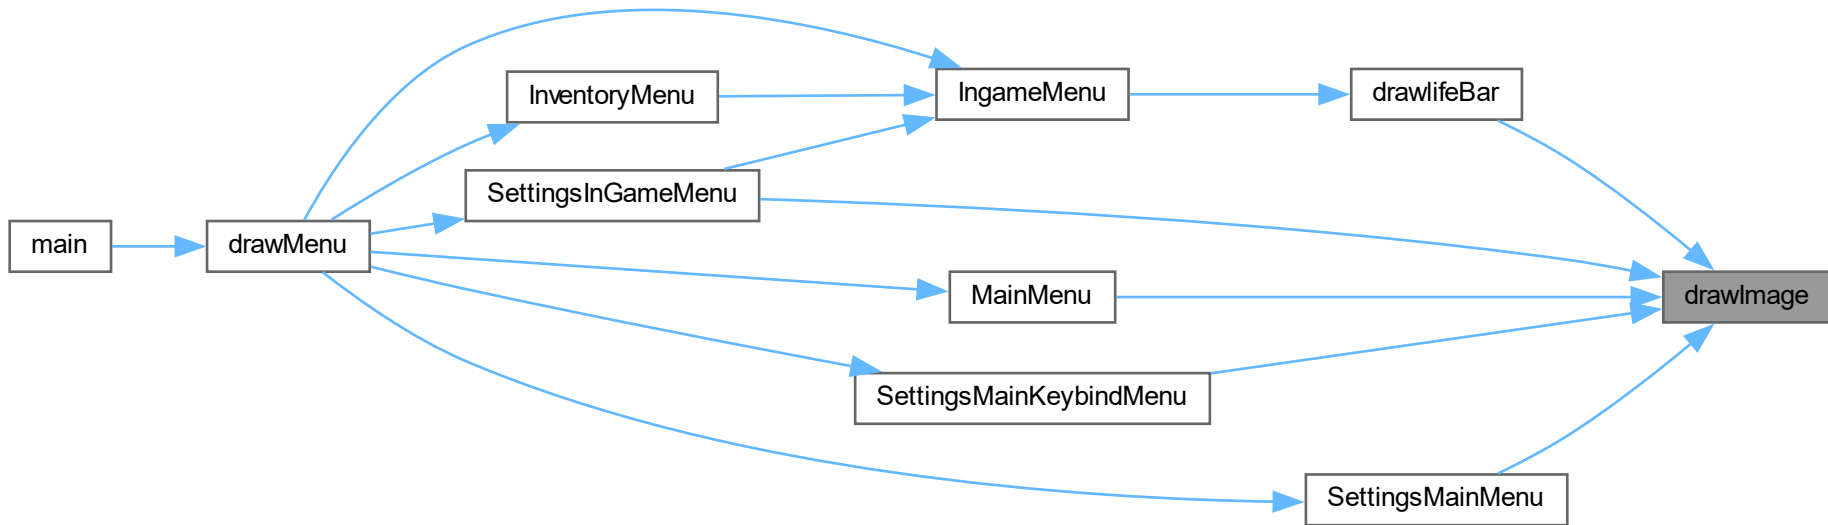 InventoryMenu
IngameMenu
drawlifeBar
SettingsInGameMenu
main
drawMenu
MainMenu
drawImage
SettingsMainKeybindMenu
SettingsMainMenu